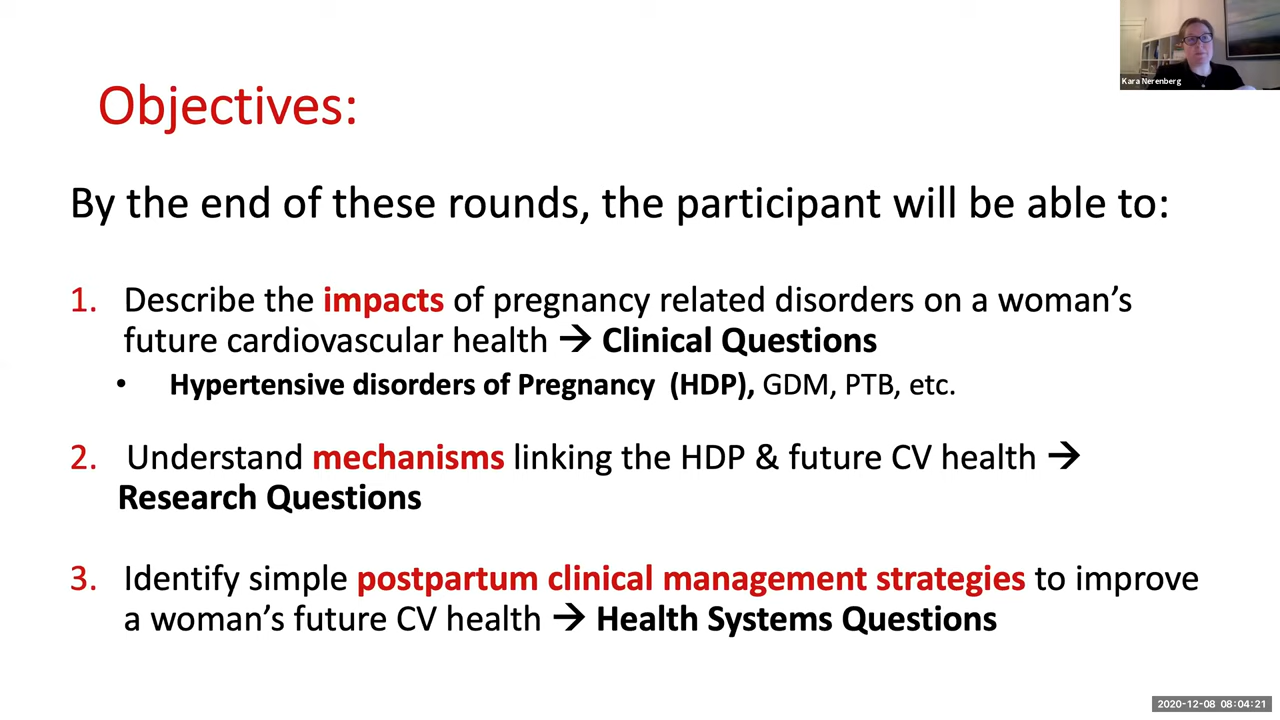 Kara Nerenberg
Objectives:
By the end of these rounds, the participant will be able to:
1. Describe the impacts of pregnancy related disorders on a woman’s
future cardiovascular health → Clinical Questions
• Hypertensive disorders of Pregnancy (HDP), GDM, PTB, etc.
2. Understand mechanisms linking the HDP & future CV health →
Research Questions
3. Identify simple postpartum clinical management strategies to improve
a woman’s future CV health → Health Systems Questions
2020-12-08 08:04:21